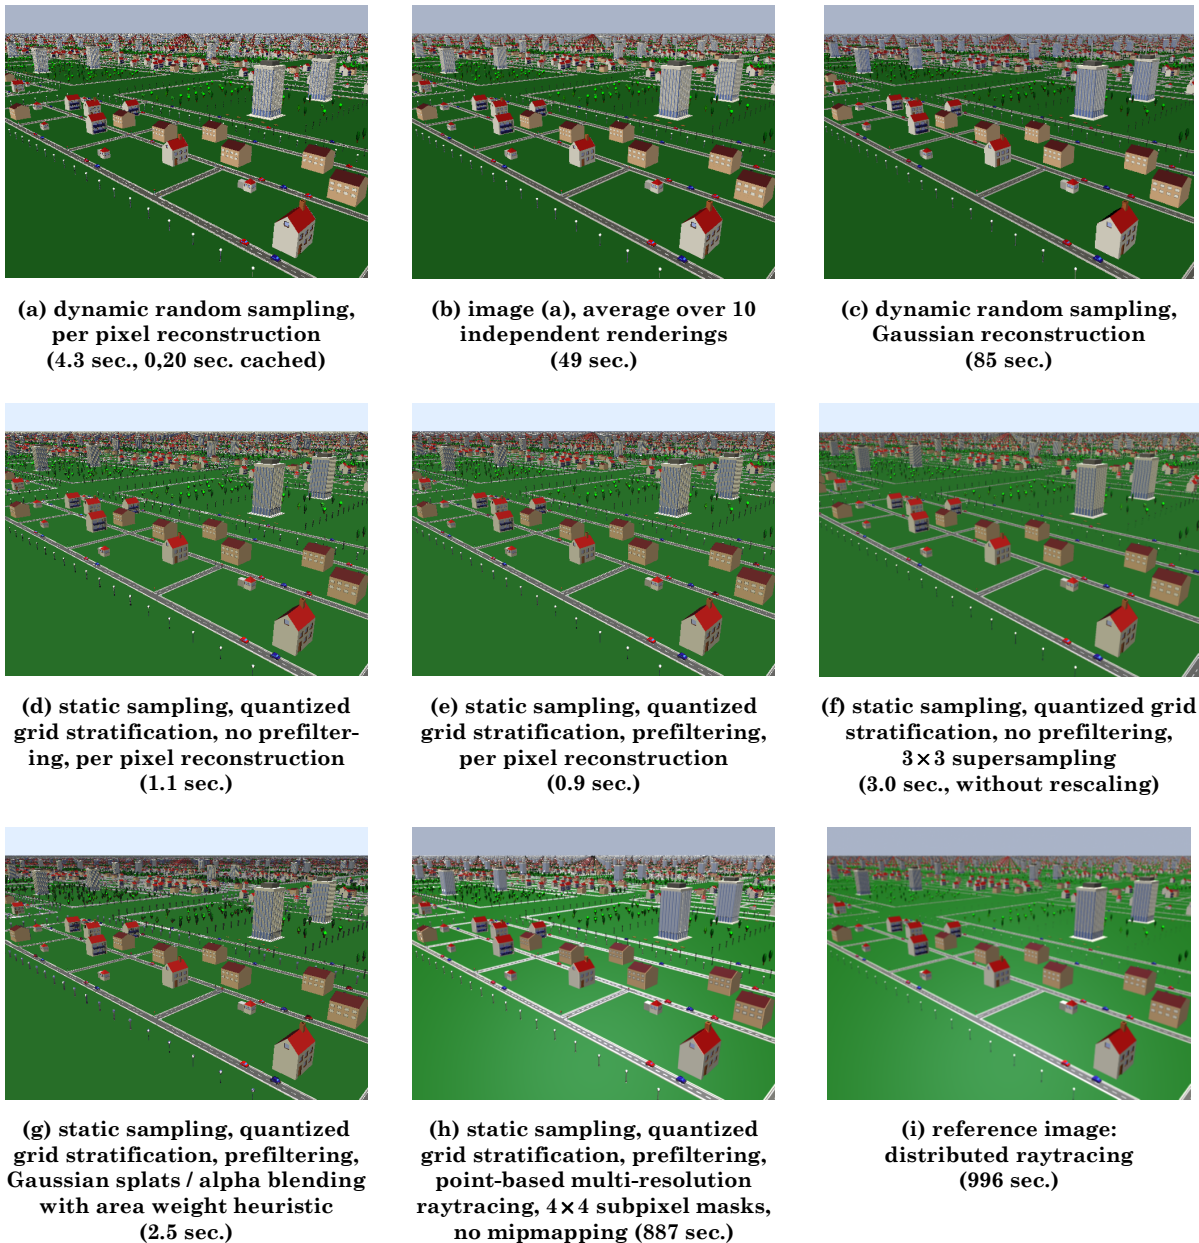 (a) dynamic random sampling,
per pixel reconstruction
(4.3 sec., 0,20 sec. cached)
(b) image (a), average over 10
independent renderings
(49 sec.)
(c) dynamic random sampling,
Gaussian reconstruction
(85 sec.)
(d) static sampling, quantized
grid stratification, no prefilter-
ing, per pixel reconstruction
(1.1 sec.)
(e) static sampling, quantized
grid stratification, prefiltering,
per pixel reconstruction
(0.9 sec.)
(f) static sampling, quantized grid
stratification, no prefiltering,
3×3 supersampling
(3.0 sec., without rescaling)
(g) static sampling, quantized
grid stratification, prefiltering,
Gaussian splats / alpha blending
with area weight heuristic
(2.5 sec.)
(h) static sampling, quantized
grid stratification, prefiltering,
point-based multi-resolution
raytracing, 4×4 subpixel masks,
no mipmapping (887 sec.)
(i) reference image:
distributed raytracing
(996 sec.)